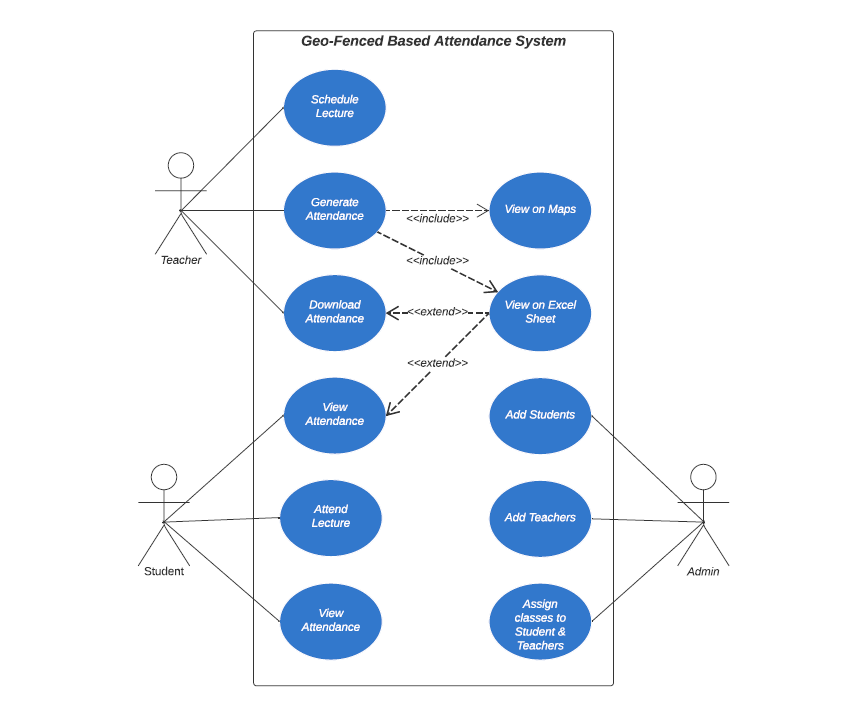 Geo-Fenced Based Attendance System
Schedule
Lecture
Generate
Attendance
<<include>>
View on Maps
Teacher
<<include>>
Download
Attendance
<<extend>>
View on Excel
Sheet
<<extend>>
View
Attendance
Add Students
Attend
Lecture
Add Teachers
Student
Admin
View
Attendance
Assign
classes to
Student &
Teachers